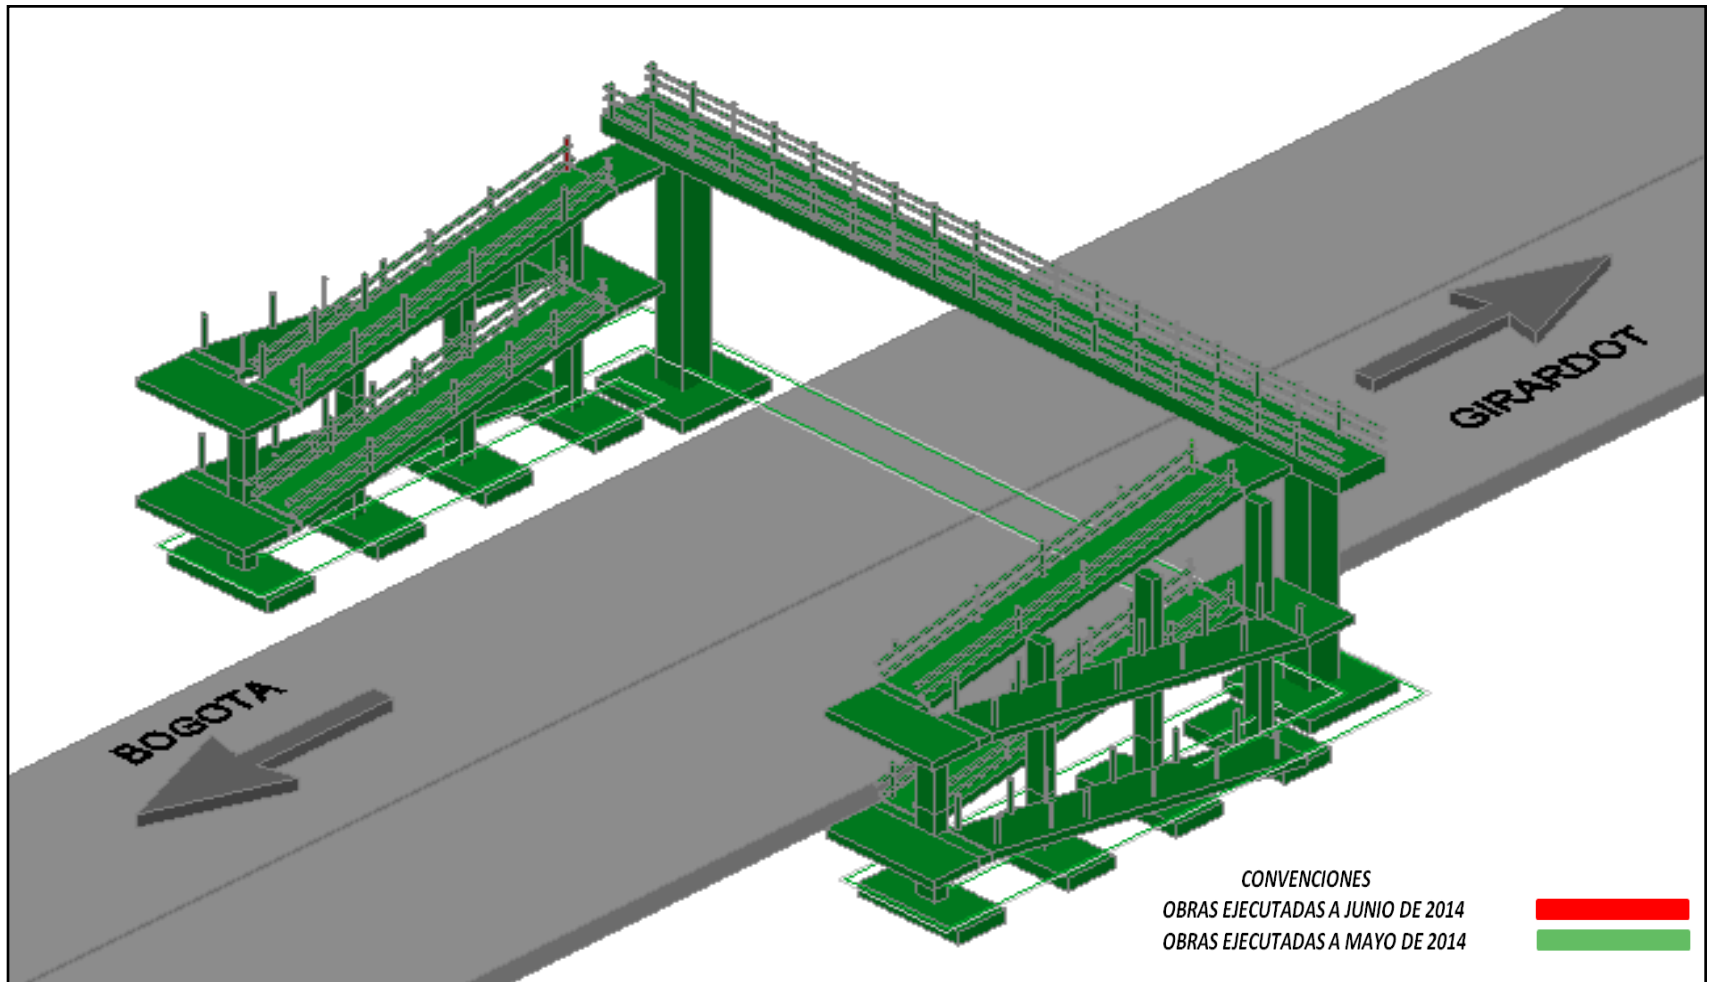 GIRARDOT
BOGOTA
CONVENCIONES
OBRAS EJECUTADAS A JUNIO DE 2014
OBRAS EJECUTADAS A MAYO DE 2014